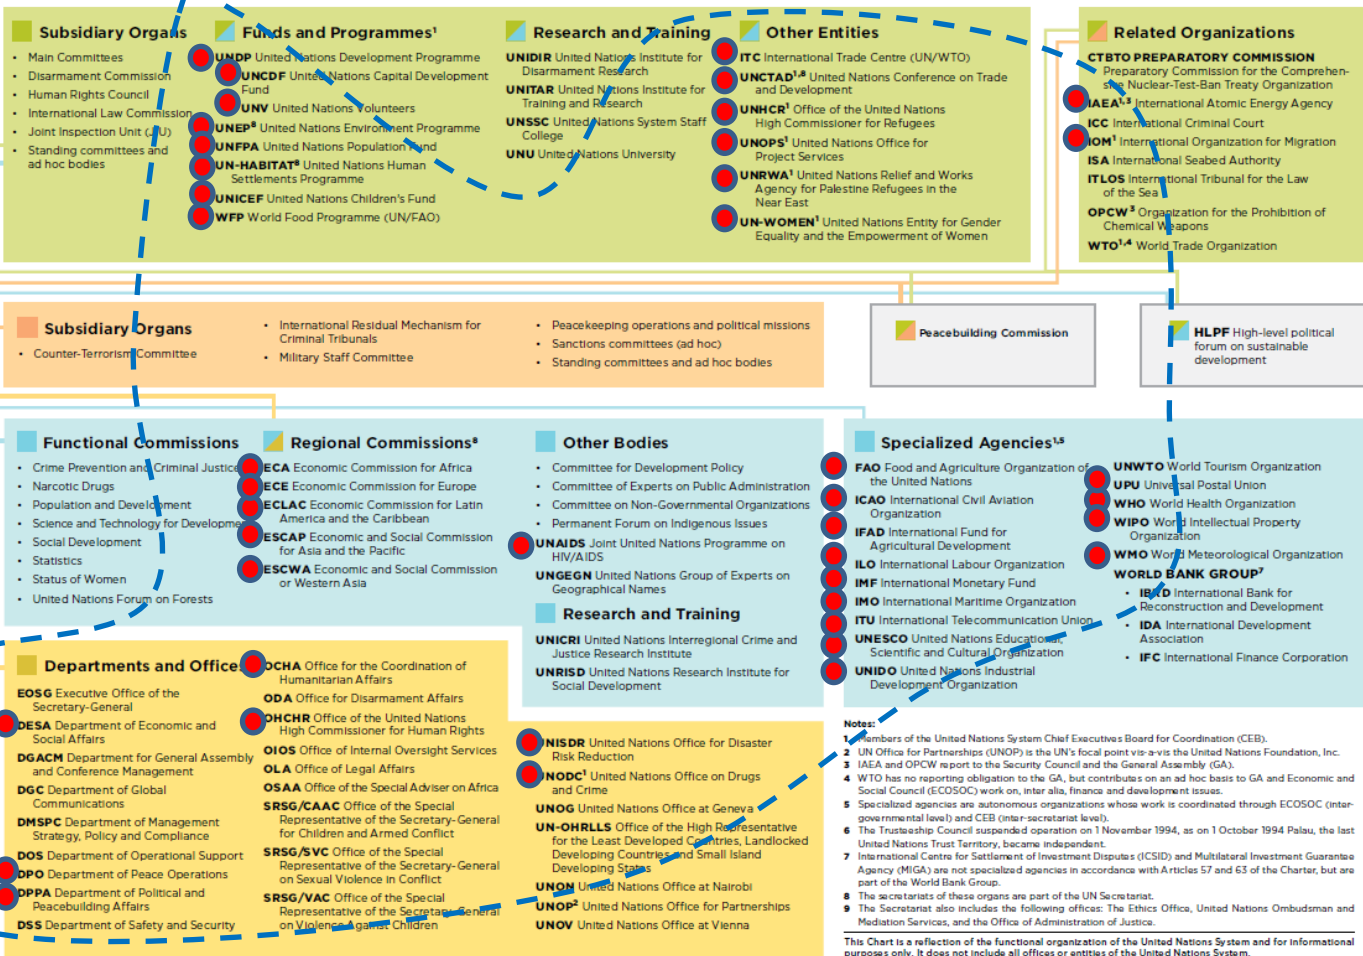 Subsidiary Organs
• Main Committees
• Disarmament Commission
• Human Rights Council
• International Law Commission
• Joint Inspection Unit (JIU)
• Standing committees and
ad hoc bodies
Funds and Programmes¹
UNDP United Nations Development Programme
UNCDF United Nations Capital Development
Fund
UNV United Nations Volunteers
UNEP⁸ United Nations Environment Programme
UNFPA United Nations Population Fund
UN-HABITAT⁸ United Nations Human
Settlements Programme
UNICEF United Nations Children's Fund
WFP World Food Programme (UN/FAO)
Research and Training
UNIDIR United Nations Institute for
Disarmament Research
UNITAR United Nations Institute for
Training and Research
UNSSC United Nations System Staff
College
UNU United Nations University
Other Entities
ITC International Trade Centre (UN/WTO)
UNCTAD¹,⁸ United Nations Conference on Trade
and Development
UNHCR¹ Office of the United Nations
High Commissioner for Refugees
UNOPS¹ United Nations Office for
Project Services
UNRWA¹ United Nations Relief and Works
Agency for Palestine Refugees in the
Near East
UN-WOMEN¹ United Nations Entity for Gender
Equality and the Empowerment of Women
Related Organizations
CTBTO PREPARATORY COMMISSION
Preparatory Commission for the Comprehen-
sive Nuclear-Test-Ban Treaty Organization
IAEA¹,³ International Atomic Energy Agency
ICC International Criminal Court
IOM¹ International Organization for Migration
ISA International Seabed Authority
ITLOS International Tribunal for the Law
of the Sea
OPCW³ Organization for the Prohibition of
Chemical Weapons
WTO¹,⁴ World Trade Organization
Subsidiary Organs
• Counter-Terrorism Committee
• International Residual Mechanism for
Criminal Tribunals
• Military Staff Committee
• Peacekeeping operations and political missions
• Sanctions committees (ad hoc)
• Standing committees and ad hoc bodies
Peacebuilding Commission
HLPF High-level political
forum on sustainable
development
Functional Commissions
• Crime Prevention and Criminal Justice
• Narcotic Drugs
• Population and Development
• Science and Technology for Developme
• Social Development
• Statistics
• Status of Women
• United Nations Forum on Forests
Regional Commissions⁸
ECA Economic Commission for Africa
ECE Economic Commission for Europe
ECLAC Economic Commission for Latin
America and the Caribbean
ESCAP Economic and Social Commission
for Asia and the Pacific
ESCWA Economic and Social Commission
for Western Asia
Other Bodies
• Committee for Development Policy
• Committee of Experts on Public Administration
• Committee on Non-Governmental Organizations
• Permanent Forum on Indigenous Issues
UNAIDS Joint United Nations Programme on
HIV/AIDS
UNGEGN United Nations Group of Experts on
Geographical Names
Research and Training
UNICRI United Nations Interregional Crime and
Justice Research Institute
UNRISD United Nations Research Institute for
Social Development
Specialized Agencies¹,⁵
FAO Food and Agriculture Organization of
the United Nations
ICAO International Civil Aviation
Organization
IFAD International Fund for
Agricultural Development
ILO International Labour Organization
IMF International Monetary Fund
IMO International Maritime Organization
ITU International Telecommunication Union
UNESCO United Nations Educational,
Scientific and Cultural Organization
UNIDO United Nations Industrial
Development Organization
UNWTO World Tourism Organization
UPU Universal Postal Union
WHO World Health Organization
WIPO World Intellectual Property
Organization
WMO World Meteorological Organization
WORLD BANK GROUP⁷
• IBRD International Bank for
Reconstruction and Development
• IDA International Development
Association
• IFC International Finance Corporation
Departments and Offices
EOSG Executive Office of the
Secretary-General
DESA Department of Economic and
Social Affairs
DGACM Department for General Assembly
and Conference Management
DGC Department of Global
Communications
DMSPC Department of Management
Strategy, Policy and Compliance
DOS Department of Operational Support
DPO Department of Peace Operations
DPPA Department of Political and
Peacebuilding Affairs
DSS Department of Safety and Security
OCHA Office for the Coordination of
Humanitarian Affairs
ODA Office for Disarmament Affairs
OHCHR Office of the United Nations
High Commissioner for Human Rights
OIOS Office of Internal Oversight Services
OLA Office of Legal Affairs
OSAA Office of the Special Adviser on Africa
SRSG/CAAC Office of the Special
Representative of the Secretary-General
for Children and Armed Conflict
SRSG/SVC Office of the Special
Representative of the Secretary-General
on Sexual Violence in Conflict
SRSG/VAC Office of the Special
Representative of the Secretary-General
on Violence Against Children
UNISDR United Nations Office for Disaster
Risk Reduction
UNODC¹ United Nations Office on Drugs
and Crime
UNOG United Nations Office at Geneva
UN-OHRLLS Office of the High Representative
for the Least Developed Countries, Landlocked
Developing Countries and Small Island
Developing States
UNON United Nations Office at Nairobi
UNOP² United Nations Office for Partnerships
UNOV United Nations Office at Vienna
Notes:
1 Members of the United Nations System Chief Executives Board for Coordination (CEB).
2 UN Office for Partnerships (UNOP) is the UN's focal point vis-a-vis the United Nations Foundation, Inc.
3 IAEA and OPCW report to the Security Council and the General Assembly (GA).
4 WTO has no reporting obligation to the GA, but contributes on an ad hoc basis to GA and Economic and
Social Council (ECOSOC) work on, inter alia, finance and development issues.
5 Specialized agencies are autonomous organizations whose work is coordinated through ECOSOC (inter-
governmental level) and CEB (inter-secretariat level).
6 The Trusteeship Council suspended operation on 1 November 1994, as on 1 October 1994 Palau, the last
United Nations Trust Territory, became independent.
7 International Centre for Settlement of Investment Disputes (ICSID) and Multilateral Investment Guarantee
Agency (MIGA) are not specialized agencies in accordance with Articles 57 and 63 of the Charter, but are
part of the World Bank Group.
8 The secretariats of these organs are part of the UN Secretariat.
9 The Secretariat also includes the following offices: The Ethics Office, United Nations Ombudsman and
Mediation Services, and the Office of Administration of Justice.
This Chart is a reflection of the functional organization of the United Nations System and for informational
purposes only. It does not include all offices or entities of the United Nations System.